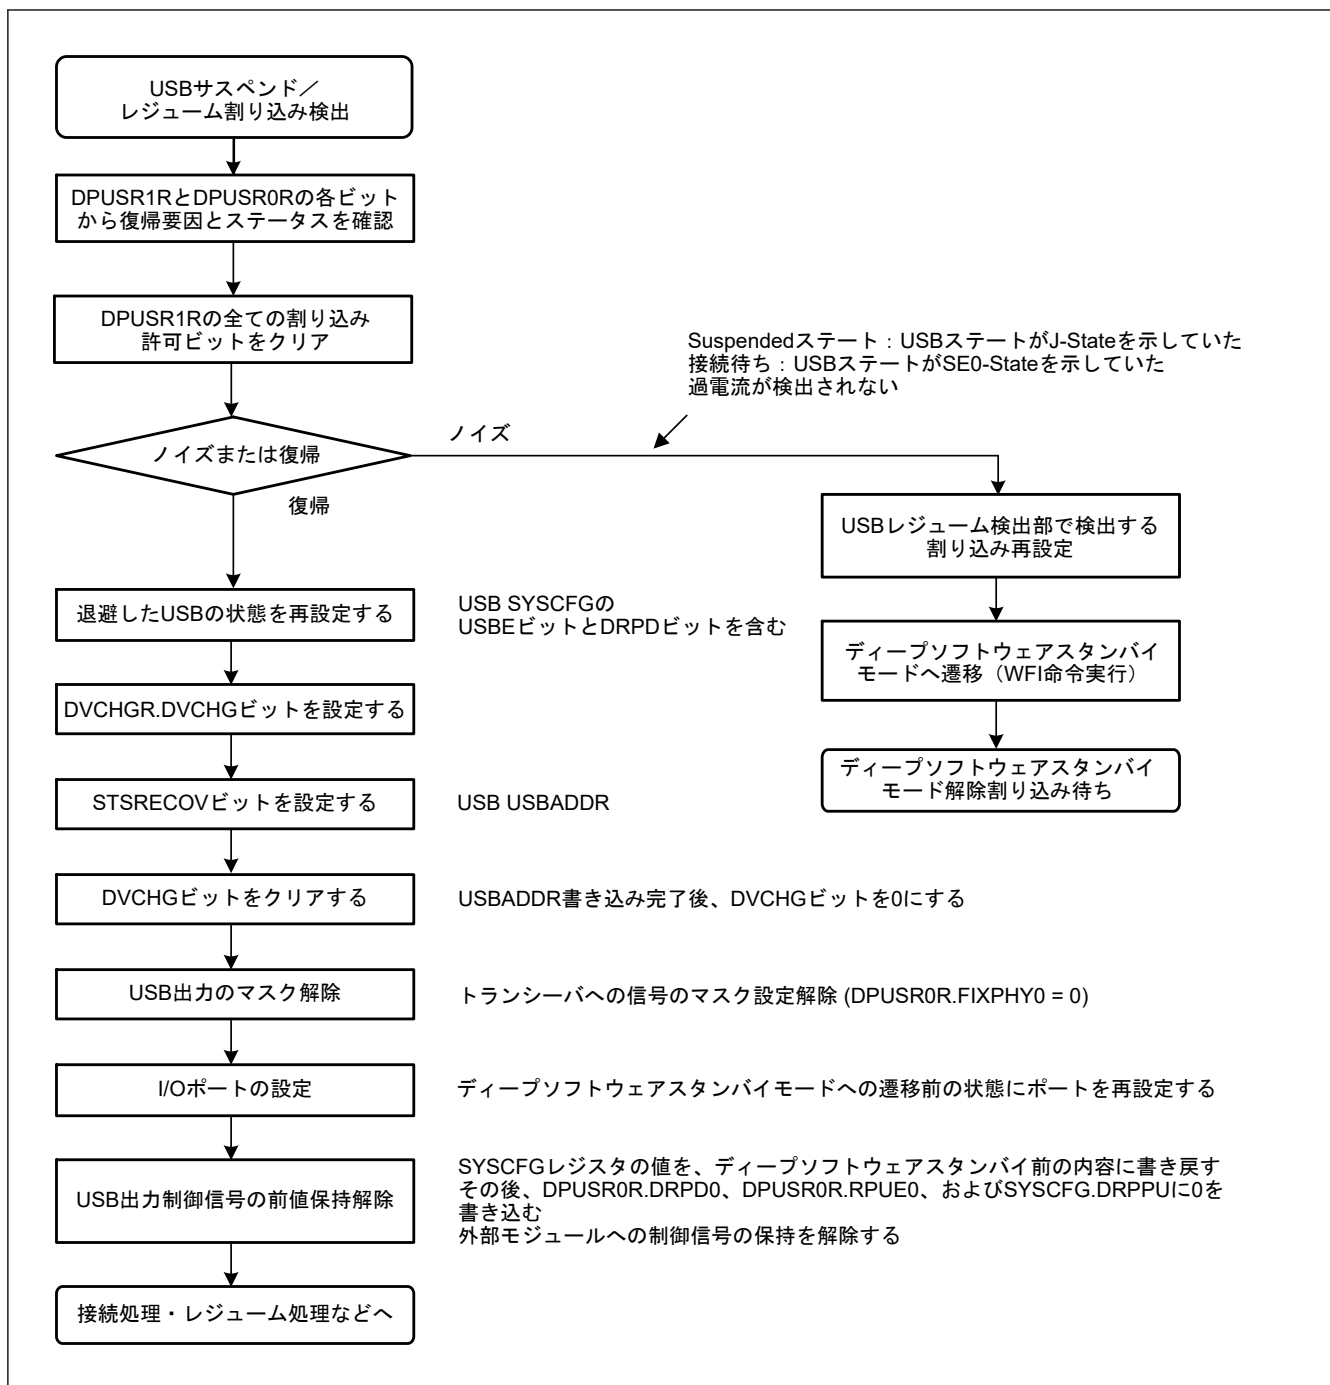 USBサスペンド／
レジューム割り込み検出
DPUSR1RとDPUSR0Rの各ビット
から復帰要因とステータスを確認
DPUSR1Rの全ての割り込み
許可ビットをクリア
Suspendedステート：USBステートがJ-Stateを示していた
接続待ち：USBステートがSE0-Stateを示していた
過電流が検出されない
ノイズまたは復帰
ノイズ
復帰
USBレジューム検出部で検出する
割り込み再設定
退避したUSBの状態を再設定する
USB SYSCFGの
USBEビットとDRPDビットを含む
ディープソフトウェアスタンバイ
モードへ遷移（WFI命令実行）
DVCHGR.DVCHGビットを設定する
ディープソフトウェアスタンバイ
モード解除割り込み待ち
STSRECOVビットを設定する
USB USBADDR
DVCHGビットをクリアする
USBADDR書き込み完了後、DVCHGビットを0にする
USB出力のマスク解除
トランシーバへの信号のマスク設定解除 (DPUSR0R.FIXPHY0 = 0)
I/Oポートの設定
ディープソフトウェアスタンバイモードへの遷移前の状態にポートを再設定する
USB出力制御信号の前値保持解除
SYSCFGレジスタの値を、ディープソフトウェアスタンバイ前の内容に書き戻す
その後、DPUSR0R.DRPD0、DPUSR0R.RPUE0、およびSYSCFG.DRPPUに0を
書き込む
外部モジュールへの制御信号の保持を解除する
接続処理・レジューム処理などへ